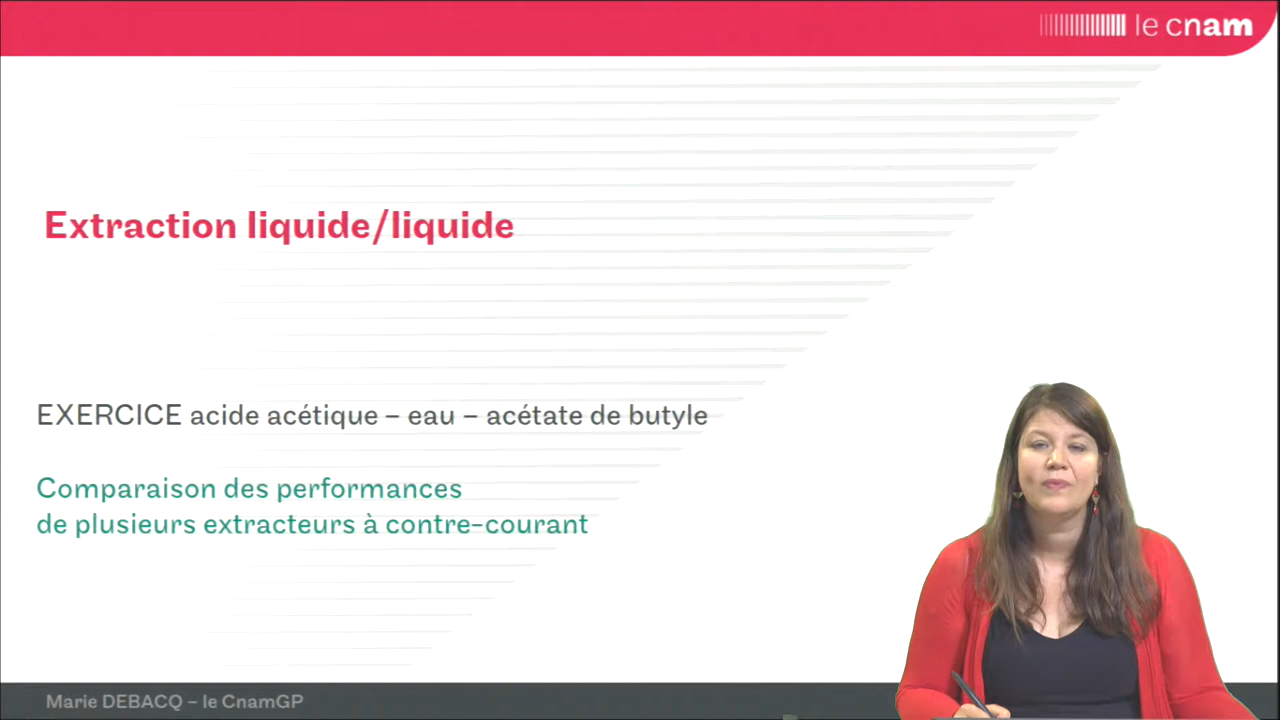 le cnam
Extraction liquide/liquide
EXERCICE acide acétique – eau – acétate de butyle
Comparaison des performances
de plusieurs extracteurs à contre-courant
Marie DEBACQ – le CnamGP